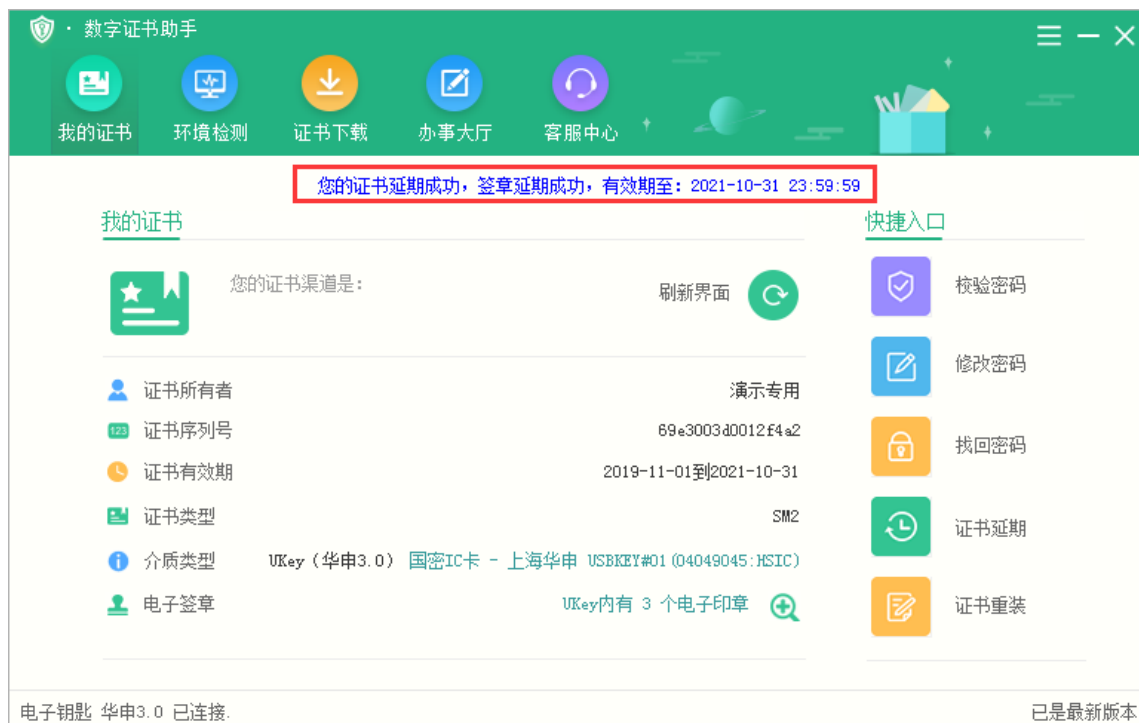 · 数字证书助手
我的证书 环境检测 证书下载 办事大厅 客服中心
您的证书延期成功，签章延期成功，有效期至：2021-10-31 23:59:59
我的证书
您的证书渠道是：
刷新界面
证书所有者 演示专用
证书序列号 69e3003d0012f4a2
证书有效期 2019-11-01到2021-10-31
证书类型 SM2
介质类型 UKey（华申3.0） 国密IC卡 - 上海华申 USBKEY#01(04049045:HSIC)
电子签章 UKey内有 3 个电子印章
快捷入口
校验密码
修改密码
找回密码
证书延期
证书重装
电子钥匙 华申3.0 已连接.
已是最新版本